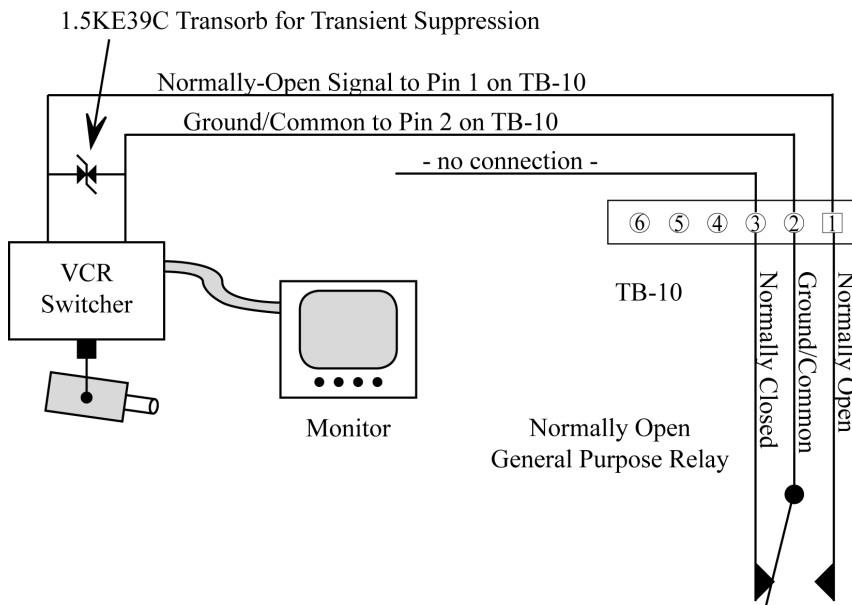 1.5KE39C Transorb for Transient Suppression
Normally-Open Signal to Pin 1 on TB-10
Ground/Common to Pin 2 on TB-10
- no connection -
6 5 4 3 2 1
VCR
Switcher
TB-10
Normally Closed
Ground/Common
Normally Open
Monitor
Normally Open
General Purpose Relay